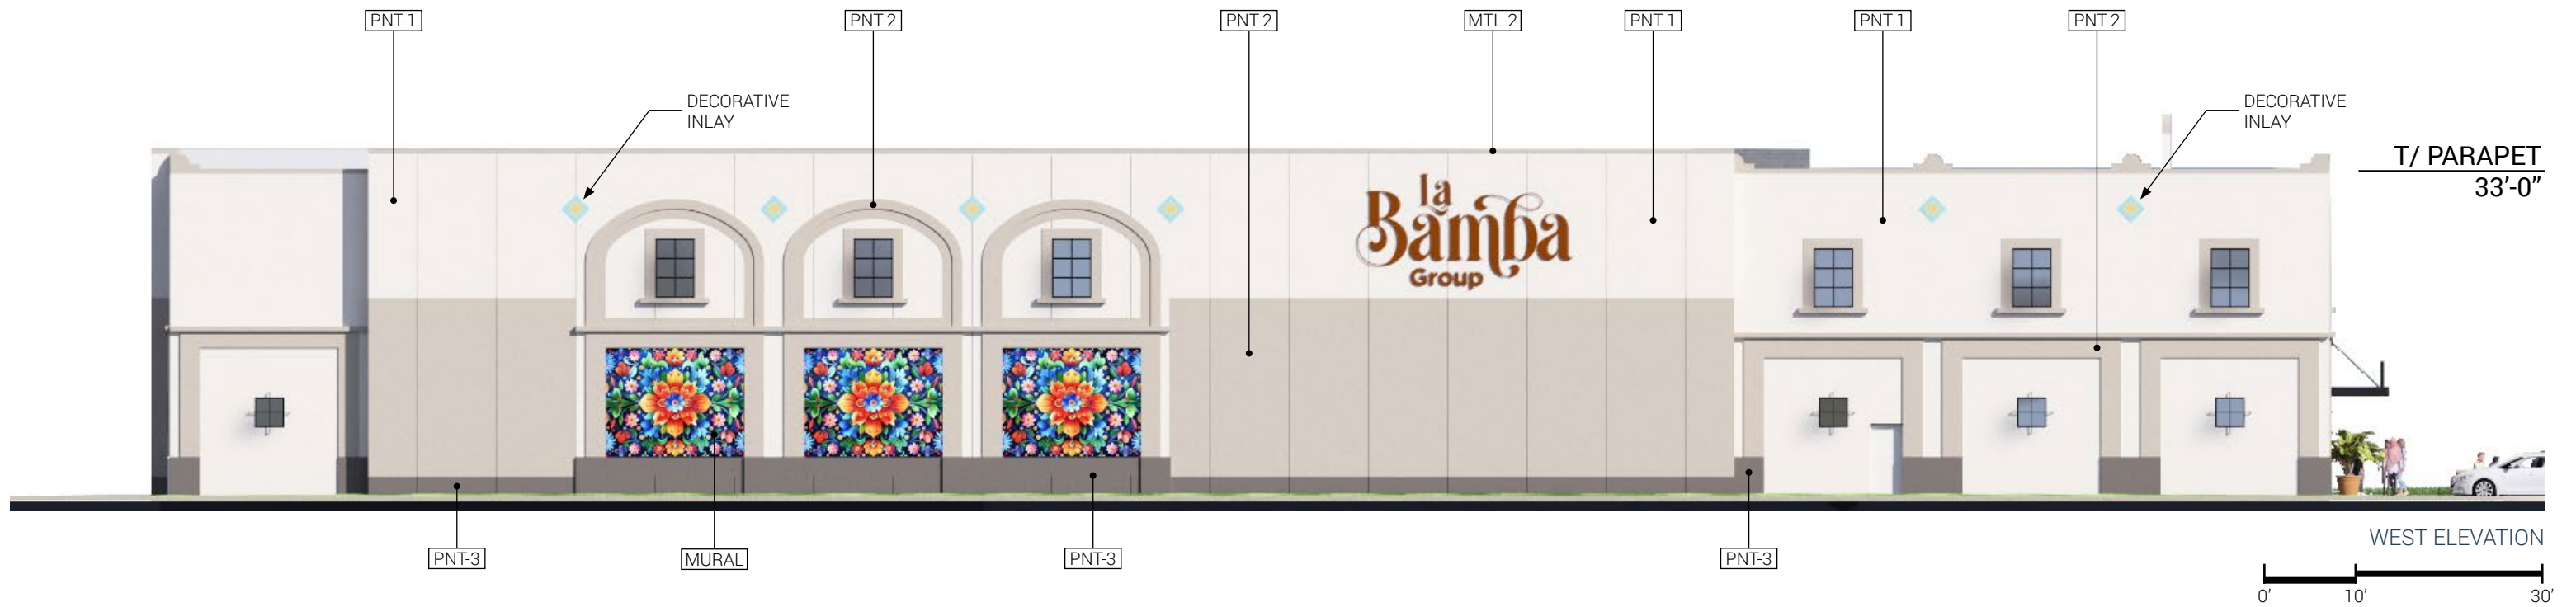 PNT-1
PNT-2
PNT-2
MTL-2
PNT-1
PNT-1
PNT-2
DECORATIVE
INLAY
DECORATIVE
INLAY
T/ PARAPET
33'-0”
la
Bamba
Group
PNT-3
MURAL
PNT-3
PNT-3
WEST ELEVATION
0' 10' 30'